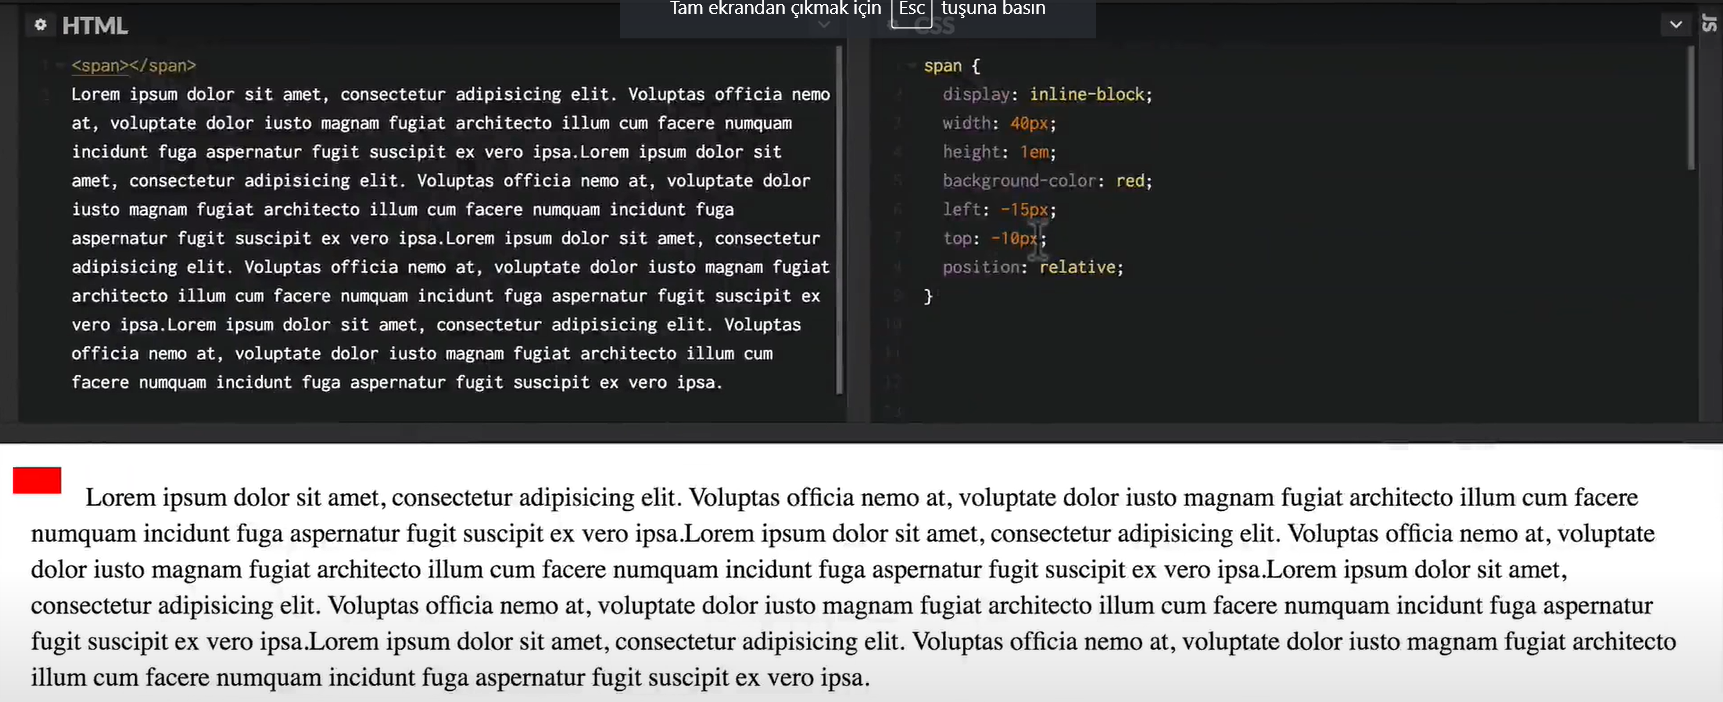 Tam ekrandan çıkmak için Esc tuşuna basın
HTML
<span></span>
Lorem ipsum dolor sit amet, consectetur adipisicing elit. Voluptas officia nemo
at, voluptate dolor iusto magnam fugiat architecto illum cum facere numquam
incidunt fuga aspernatur fugit suscipit ex vero ipsa.Lorem ipsum dolor sit
amet, consectetur adipisicing elit. Voluptas officia nemo at, voluptate dolor
iusto magnam fugiat architecto illum cum facere numquam incidunt fuga
aspernatur fugit suscipit ex vero ipsa.Lorem ipsum dolor sit amet, consectetur
adipisicing elit. Voluptas officia nemo at, voluptate dolor iusto magnam fugiat
architecto illum cum facere numquam incidunt fuga aspernatur fugit suscipit ex
vero ipsa.Lorem ipsum dolor sit amet, consectetur adipisicing elit. Voluptas
officia nemo at, voluptate dolor iusto magnam fugiat architecto illum cum
facere numquam incidunt fuga aspernatur fugit suscipit ex vero ipsa.
CSS
span {
display: inline-block;
width: 40px;
height: 1em;
background-color: red;
left: -15px;
top: -10px;
position: relative;
}
JS
Lorem ipsum dolor sit amet, consectetur adipisicing elit. Voluptas officia nemo at, voluptate dolor iusto magnam fugiat architecto illum cum facere
numquam incidunt fuga aspernatur fugit suscipit ex vero ipsa.Lorem ipsum dolor sit amet, consectetur adipisicing elit. Voluptas officia nemo at, voluptate
dolor iusto magnam fugiat architecto illum cum facere numquam incidunt fuga aspernatur fugit suscipit ex vero ipsa.Lorem ipsum dolor sit amet,
consectetur adipisicing elit. Voluptas officia nemo at, voluptate dolor iusto magnam fugiat architecto illum cum facere numquam incidunt fuga aspernatur
fugit suscipit ex vero ipsa.Lorem ipsum dolor sit amet, consectetur adipisicing elit. Voluptas officia nemo at, voluptate dolor iusto magnam fugiat architecto
illum cum facere numquam incidunt fuga aspernatur fugit suscipit ex vero ipsa.